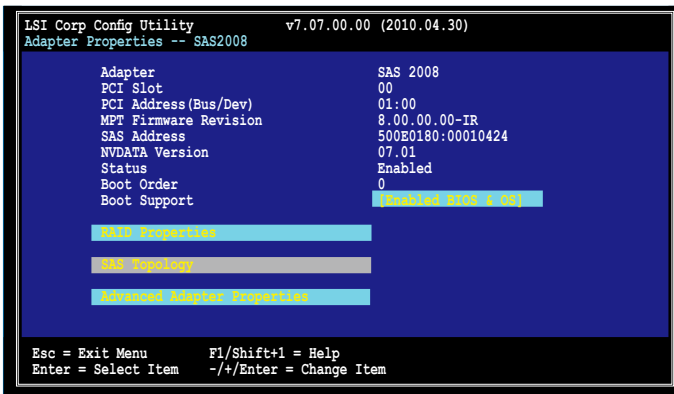 LSI Corp Config Utility v7.07.00.00 (2010.04.30)
Adapter Properties -- SAS2008
Adapter SAS 2008
PCI Slot 00
PCI Address(Bus/Dev) 01:00
MPT Firmware Revision 8.00.00.00-IR
SAS Address 500E0180:00010424
NVDATA Version 07.01
Status Enabled
Boot Order 0
Boot Support [Enabled BIOS & OS]
RAID Properties
SAS Topology
Advanced Adapter Properties
Esc = Exit Menu F1/Shift+1 = Help
Enter = Select Item -/+/Enter = Change Item